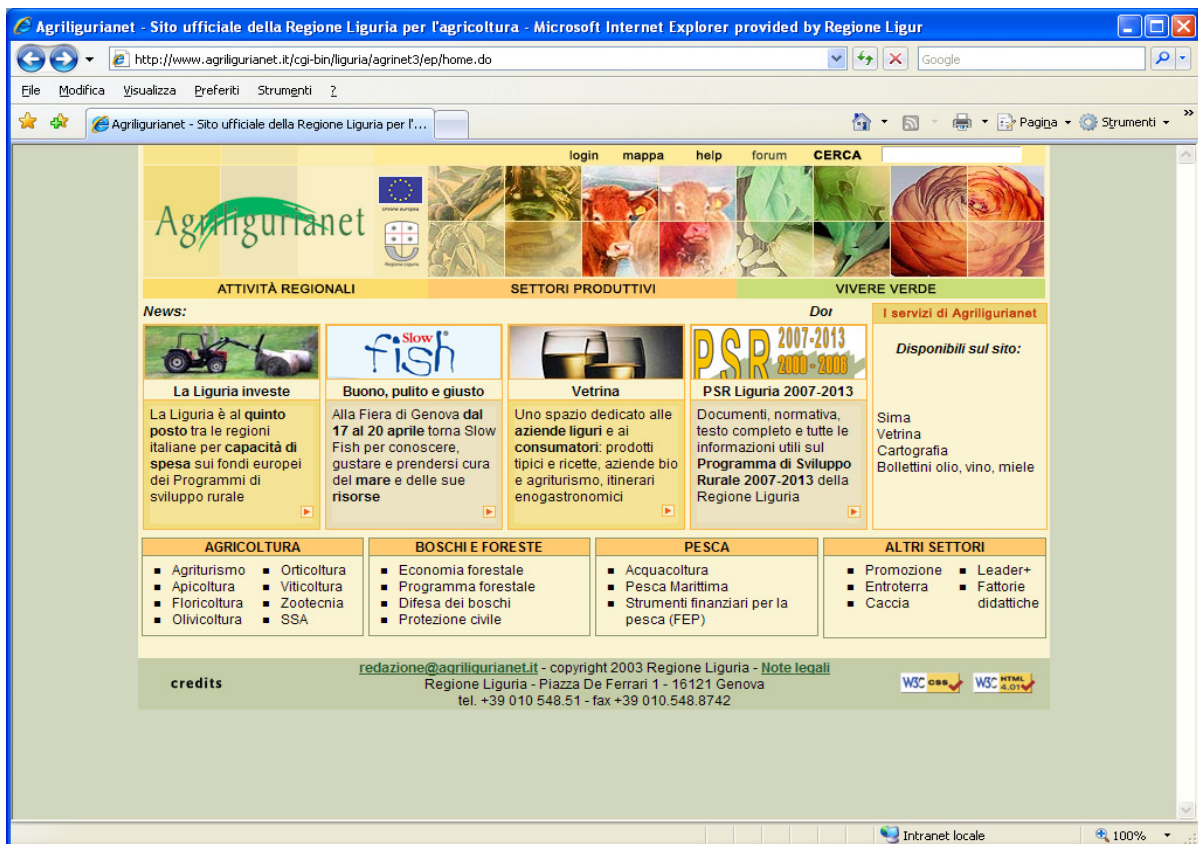 Agriligurianet - Sito ufficiale della Regione Liguria per l'agricoltura - Microsoft Internet Explorer provided by Regione Ligur
http://www.agriligurianet.it/cgi-bin/liguria/agrinet3/ep/home.do
Google
File Modifica Visualizza Preferiti Strumenti ?
Agriligurianet - Sito ufficiale della Regione Liguria per l'...
Pagina
Strumenti
login mappa help forum CERCA
Agriligurianet
Unione europea
Regione Liguria
ATTIVITÀ REGIONALI SETTORI PRODUTTIVI VIVERE VERDE
News: Dor
I servizi di Agriligurianet
Disponibili sul sito:
Sima
Vetrina
Cartografia
Bollettini olio, vino, miele
La Liguria investe
La Liguria è al quinto
posto tra le regioni
italiane per capacità di
spesa sui fondi europei
dei Programmi di
sviluppo rurale
Slow
fish
Buono, pulito e giusto
Alla Fiera di Genova dal
17 al 20 aprile torna Slow
Fish per conoscere,
gustare e prendersi cura
del mare e delle sue
risorse
Vetrina
Uno spazio dedicato alle
aziende liguri e ai
consumatori: prodotti
tipici e ricette, aziende bio
e agriturismo, itinerari
enogastronomici
PSR 2007-2013
2000 - 2006
PSR Liguria 2007-2013
Documenti, normativa,
testo completo e tutte le
informazioni utili sul
Programma di Sviluppo
Rurale 2007-2013 della
Regione Liguria
AGRICOLTURA
Agriturismo
Apicoltura
Floricoltura
Olivicoltura
Orticoltura
Viticoltura
Zootecnia
SSA
BOSCHI E FORESTE
Economia forestale
Programma forestale
Difesa dei boschi
Protezione civile
PESCA
Acquacoltura
Pesca Marittima
Strumenti finanziari per la
pesca (FEP)
ALTRI SETTORI
Promozione
Entroterra
Caccia
Leader+
Fattorie
didattiche
credits
redazione@agriligurianet.it - copyright 2003 Regione Liguria - Note legali
Regione Liguria - Piazza De Ferrari 1 - 16121 Genova
tel. +39 010 548.51 - fax +39 010.548.8742
W3C css
W3C HTML 4.01
Intranet locale
100%